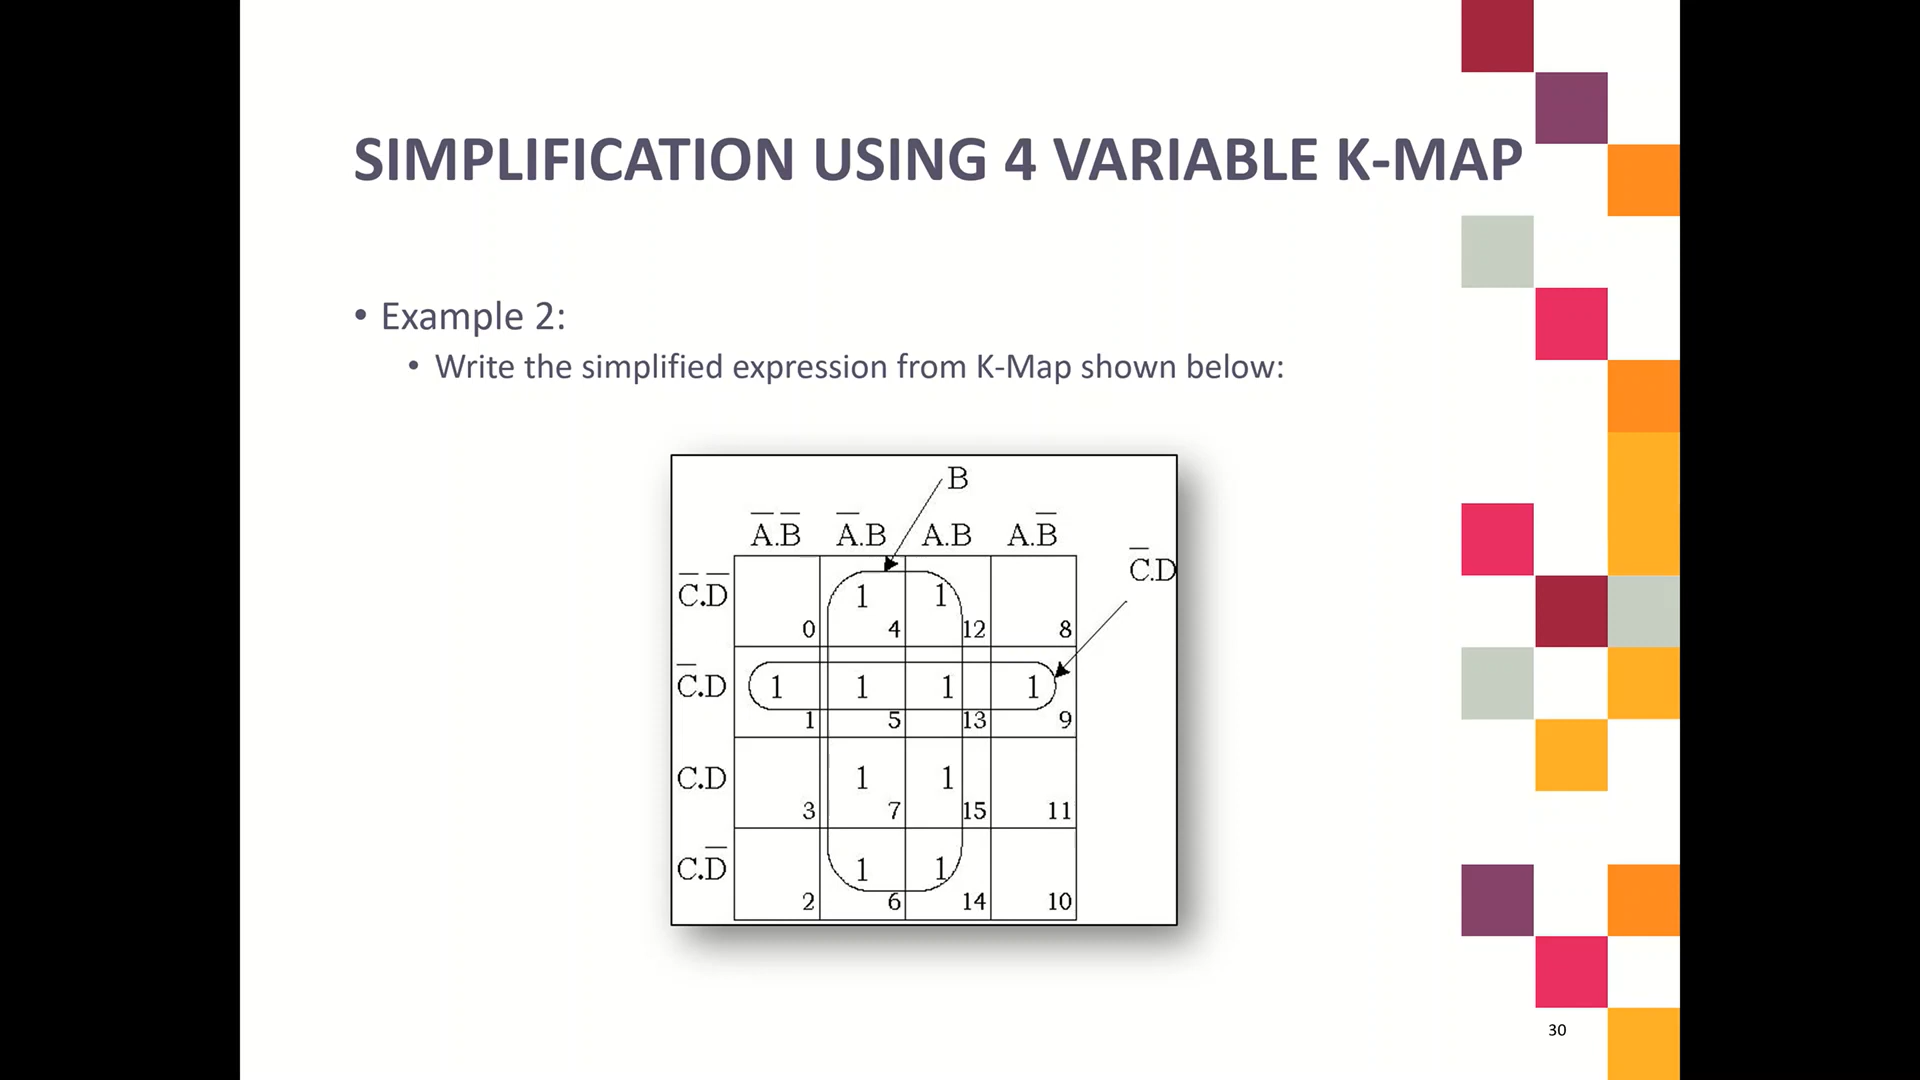 SIMPLIFICATION USING 4 VARIABLE K-MAP
• Example 2:
• Write the simplified expression from K-Map shown below:
B
A̅.B̅ A̅.B A.B A.B̅
C̅.D
C̅.D̅ 1 1
0 4 12 8
C̅.D 1 1 1 1
1 5 13 9
C.D 1 1
3 7 15 11
C.D̅ 1 1
2 6 14 10
30